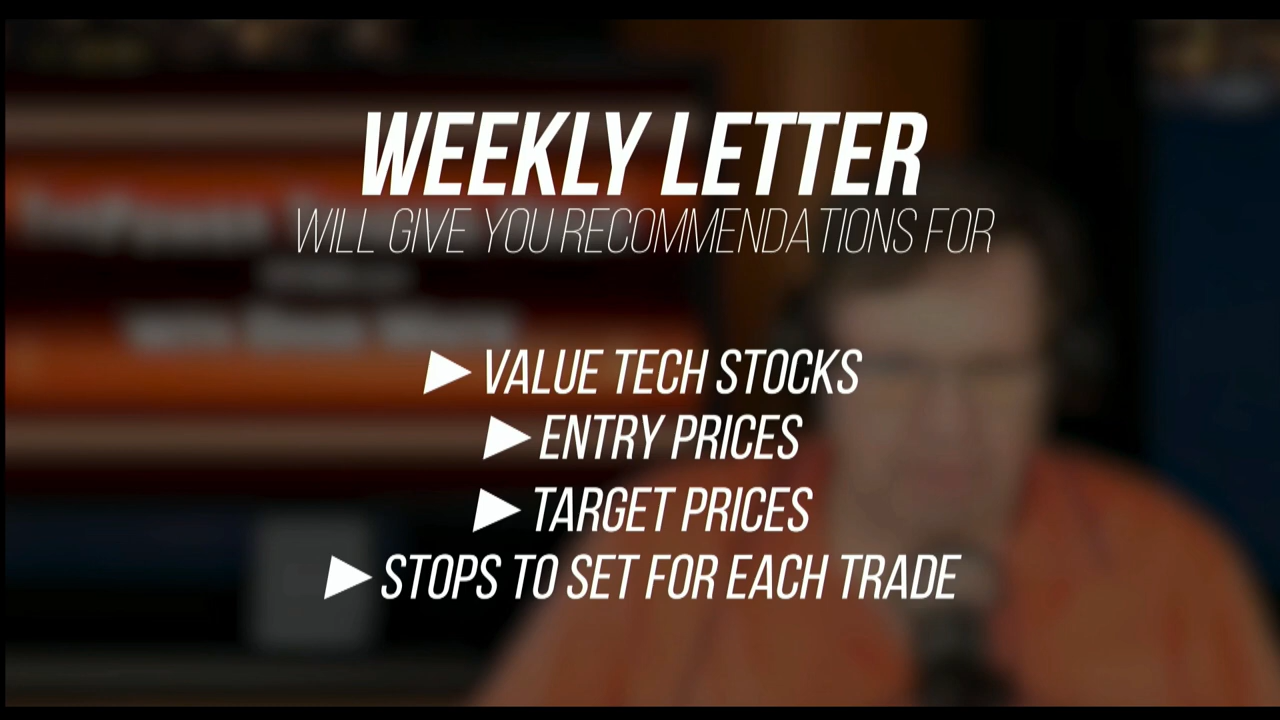 WEEKLY LETTER
WILL GIVE YOU RECOMMENDATIONS FOR
▶ VALUE TECH STOCKS
▶ ENTRY PRICES
▶ TARGET PRICES
▶ STOPS TO SET FOR EACH TRADE